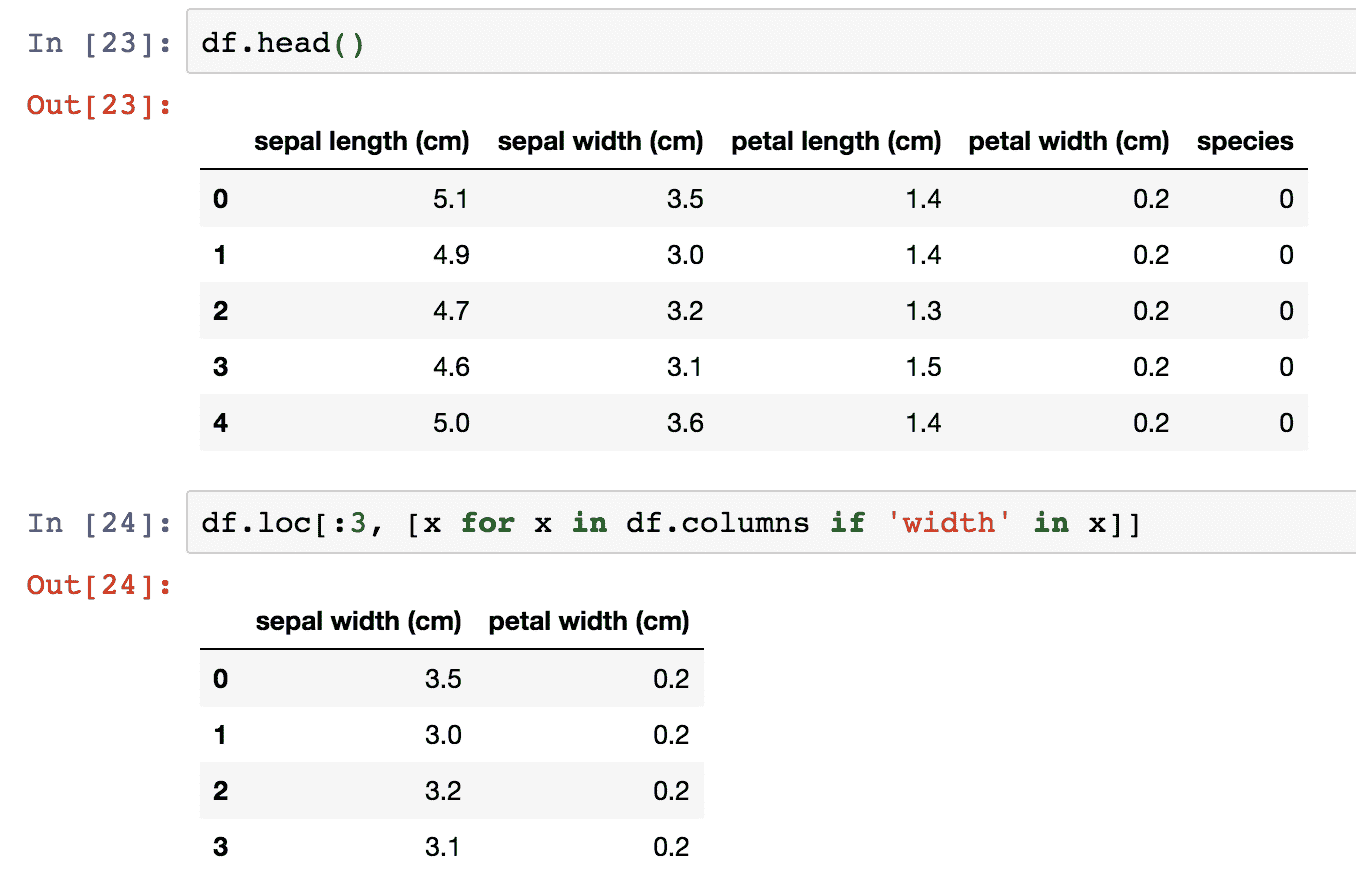 In [23]: df.head()
Out[23]:
sepal length (cm) sepal width (cm) petal length (cm) petal width (cm) species
0 5.1 3.5 1.4 0.2 0
1 4.9 3.0 1.4 0.2 0
2 4.7 3.2 1.3 0.2 0
3 4.6 3.1 1.5 0.2 0
4 5.0 3.6 1.4 0.2 0
In [24]: df.loc[:3, [x for x in df.columns if 'width' in x]]
Out[24]:
sepal width (cm) petal width (cm)
0 3.5 0.2
1 3.0 0.2
2 3.2 0.2
3 3.1 0.2